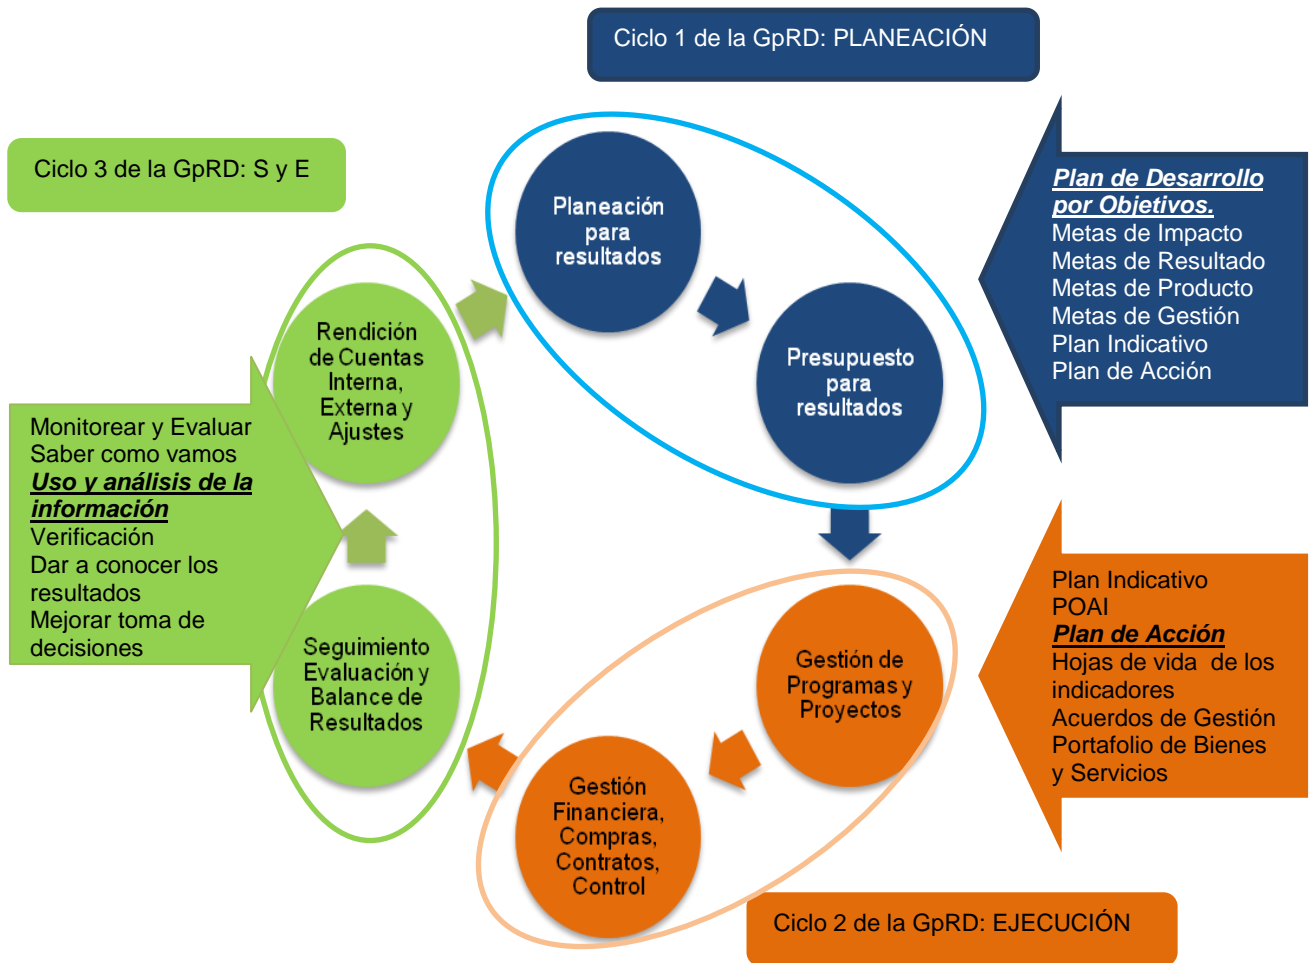 Ciclo 1 de la GpRD: PLANEACIÓN
Ciclo 3 de la GpRD: S y E
Planeación
para
resultados
Presupuesto
para
resultados
Plan de Desarrollo
por Objetivos.
Metas de Impacto
Metas de Resultado
Metas de Producto
Metas de Gestión
Plan Indicativo
Plan de Acción
Rendición
de Cuentas
Interna,
Externa y
Ajustes
Monitorear y Evaluar
Saber como vamos
Uso y análisis de la
información
Verificación
Dar a conocer los
resultados
Mejorar toma de
decisiones
Seguimiento
Evaluación y
Balance de
Resultados
Gestión de
Programas y
Proyectos
Plan Indicativo
POAI
Plan de Acción
Hojas de vida  de los
indicadores
Acuerdos de Gestión
Portafolio de Bienes
y Servicios
Gestión
Financiera,
Compras,
Contratos,
Control
Ciclo 2 de la GpRD: EJECUCIÓN